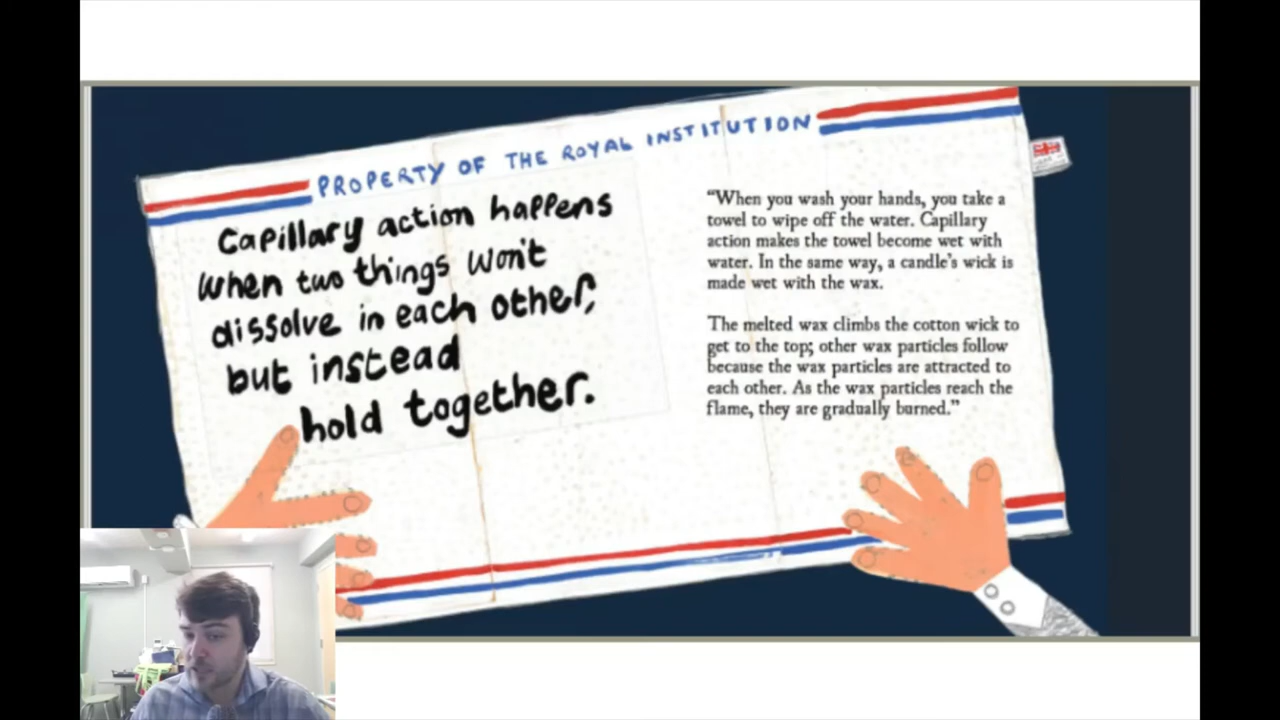 PROPERTY OF THE ROYAL INSTITUTION
Capillary action happens
when two things won't
dissolve in each other,
but instead
hold together.
“When you wash your hands, you take a
towel to wipe off the water. Capillary
action makes the towel become wet with
water. In the same way, a candle’s wick is
made wet with the wax.
The melted wax climbs the cotton wick to
get to the top; other wax particles follow
because the wax particles are attracted to
each other. As the wax particles reach the
flame, they are gradually burned.”